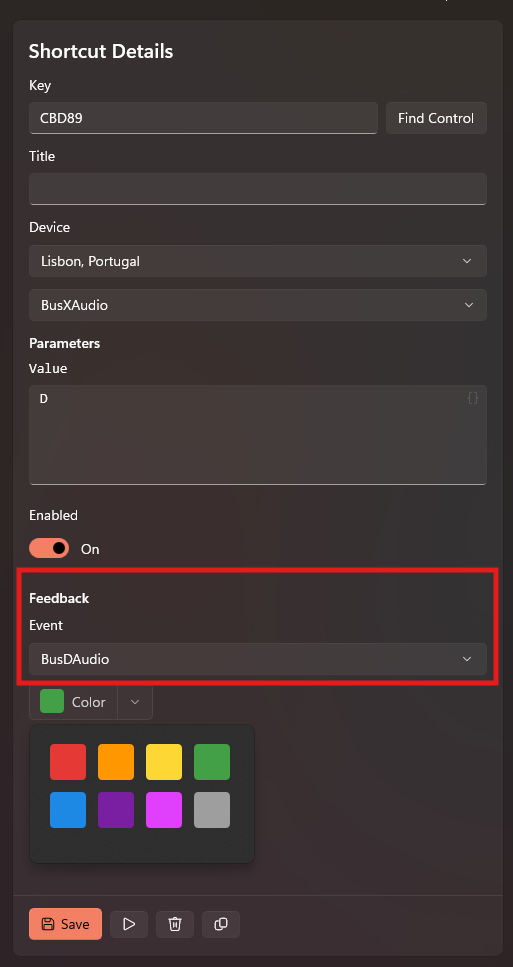 Shortcut Details
Key
CBD89
Find Control
Title
Device
Lisbon, Portugal
BusXAudio
Parameters
Value
D
{}
Enabled
On
Feedback
Event
BusDAudio
Color
Save